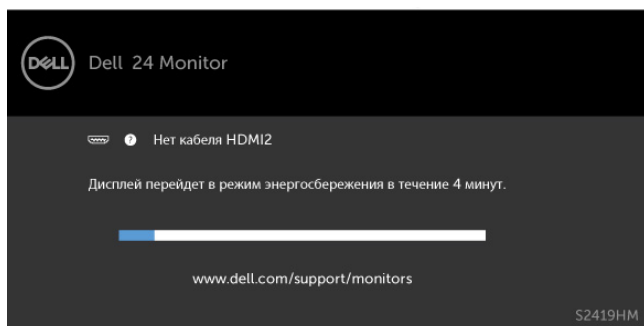 DELL
Dell 24 Monitor
Нет кабеля HDMI2
Дисплей перейдет в режим энергосбережения в течение 4 минут.
www.dell.com/support/monitors
S2419HM